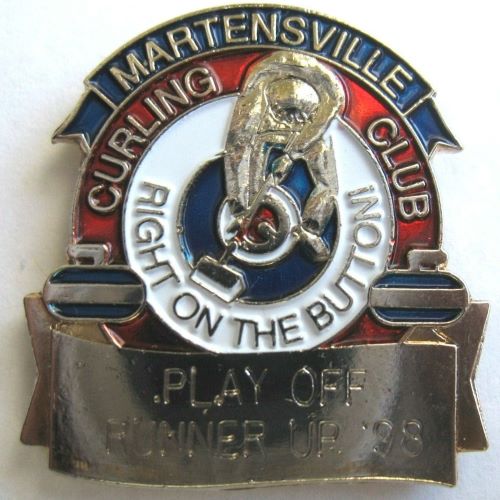 MARTENSVILLE
CURLING CLUB
RIGHT ON THE BUTTON!
PLAY OFF
RUNNER UP '98